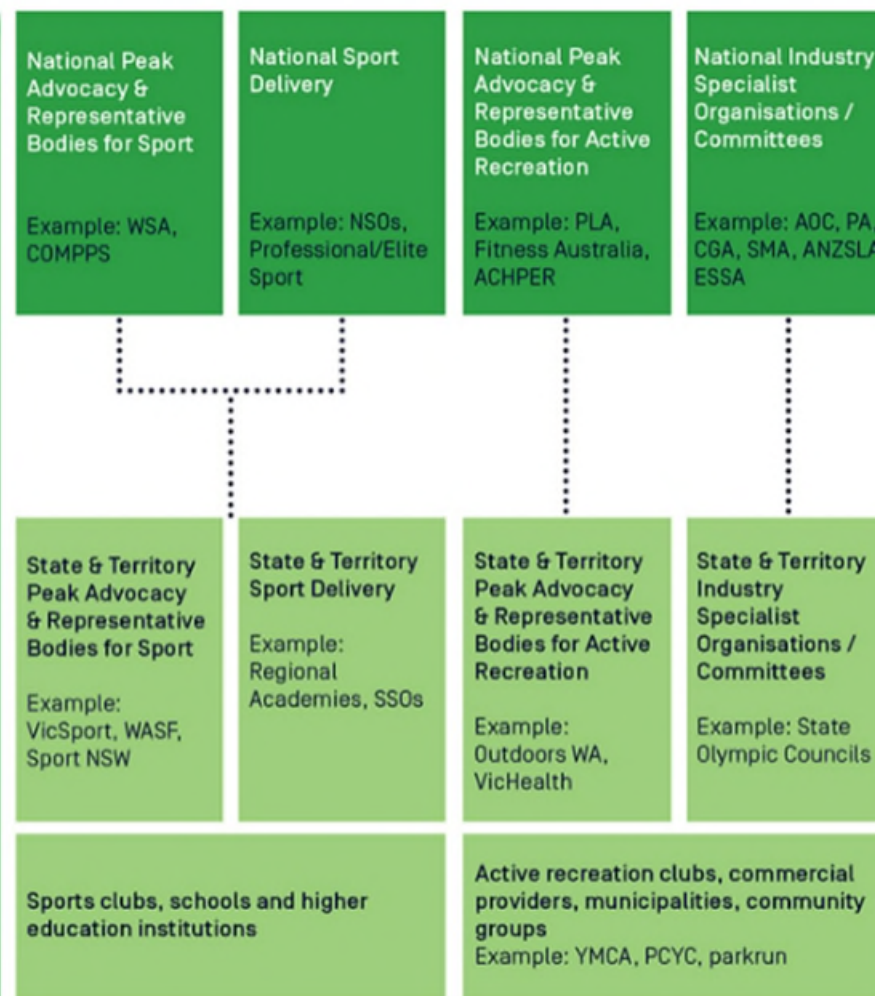 National Peak
Advocacy &
Representative
Bodies for Sport
Example: WSA,
COMPPS
National Sport
Delivery
Example: NSOs,
Professional/Elite
Sport
National Peak
Advocacy &
Representative
Bodies for Active
Recreation
Example: PLA,
Fitness Australia,
ACHPER
National Industry
Specialist
Organisations /
Committees
Example: AOC, PA,
CGA, SMA, ANZSLA
ESSA
State & Territory
Peak Advocacy
& Representative
Bodies for Sport
Example:
VicSport, WASF,
Sport NSW
State & Territory
Sport Delivery
Example:
Regional
Academies, SSOs
State & Territory
Peak Advocacy
& Representative
Bodies for Active
Recreation
Example:
Outdoors WA,
VicHealth
State & Territory
Industry
Specialist
Organisations /
Committees
Example: State
Olympic Councils
Sports clubs, schools and higher
education institutions
Active recreation clubs, commercial
providers, municipalities, community
groups
Example: YMCA, PCYC, parkrun